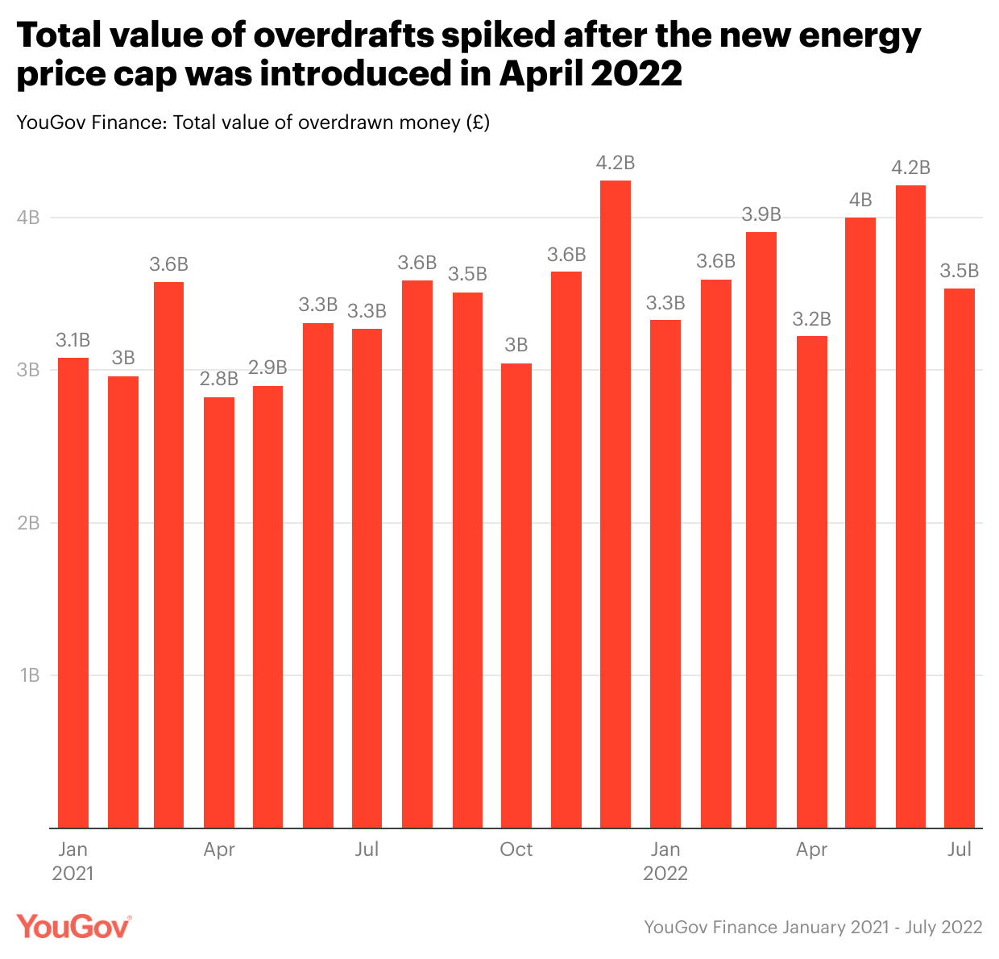 Total value of overdrafts spiked after the new energy
price cap was introduced in April 2022
YouGov Finance: Total value of overdrawn money (£)
4B
3B
2B
1B
3.1B
3B
3.6B
2.8B
2.9B
3.3B
3.3B
3.6B
3.5B
3B
3.6B
4.2B
3.3B
3.6B
3.9B
3.2B
4B
4.2B
3.5B
Jan
2021
Apr
Jul
Oct
Jan
2022
Apr
Jul
YouGov®
YouGov Finance January 2021 - July 2022